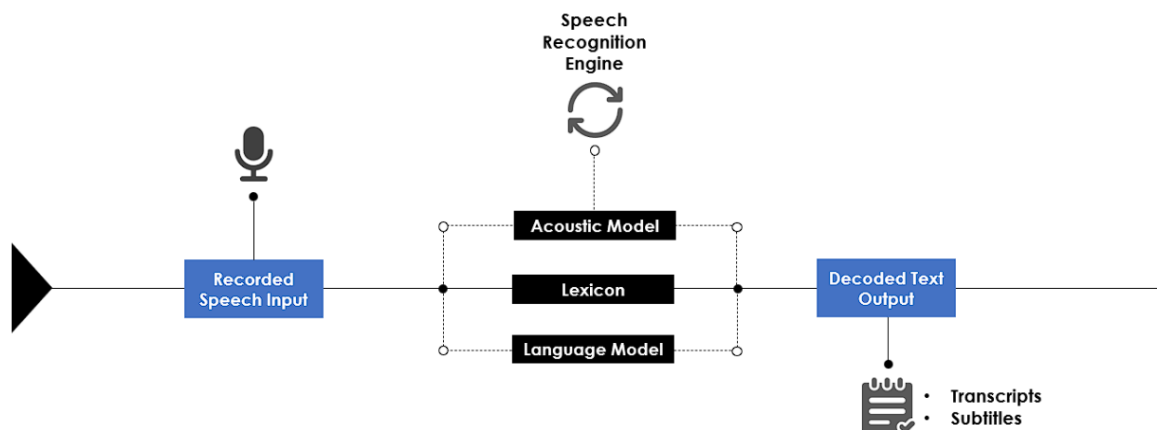 Speech
Recognition
Engine
Recorded
Speech Input
Acoustic Model
Lexicon
Language Model
Decoded Text
Output
• Transcripts
• Subtitles